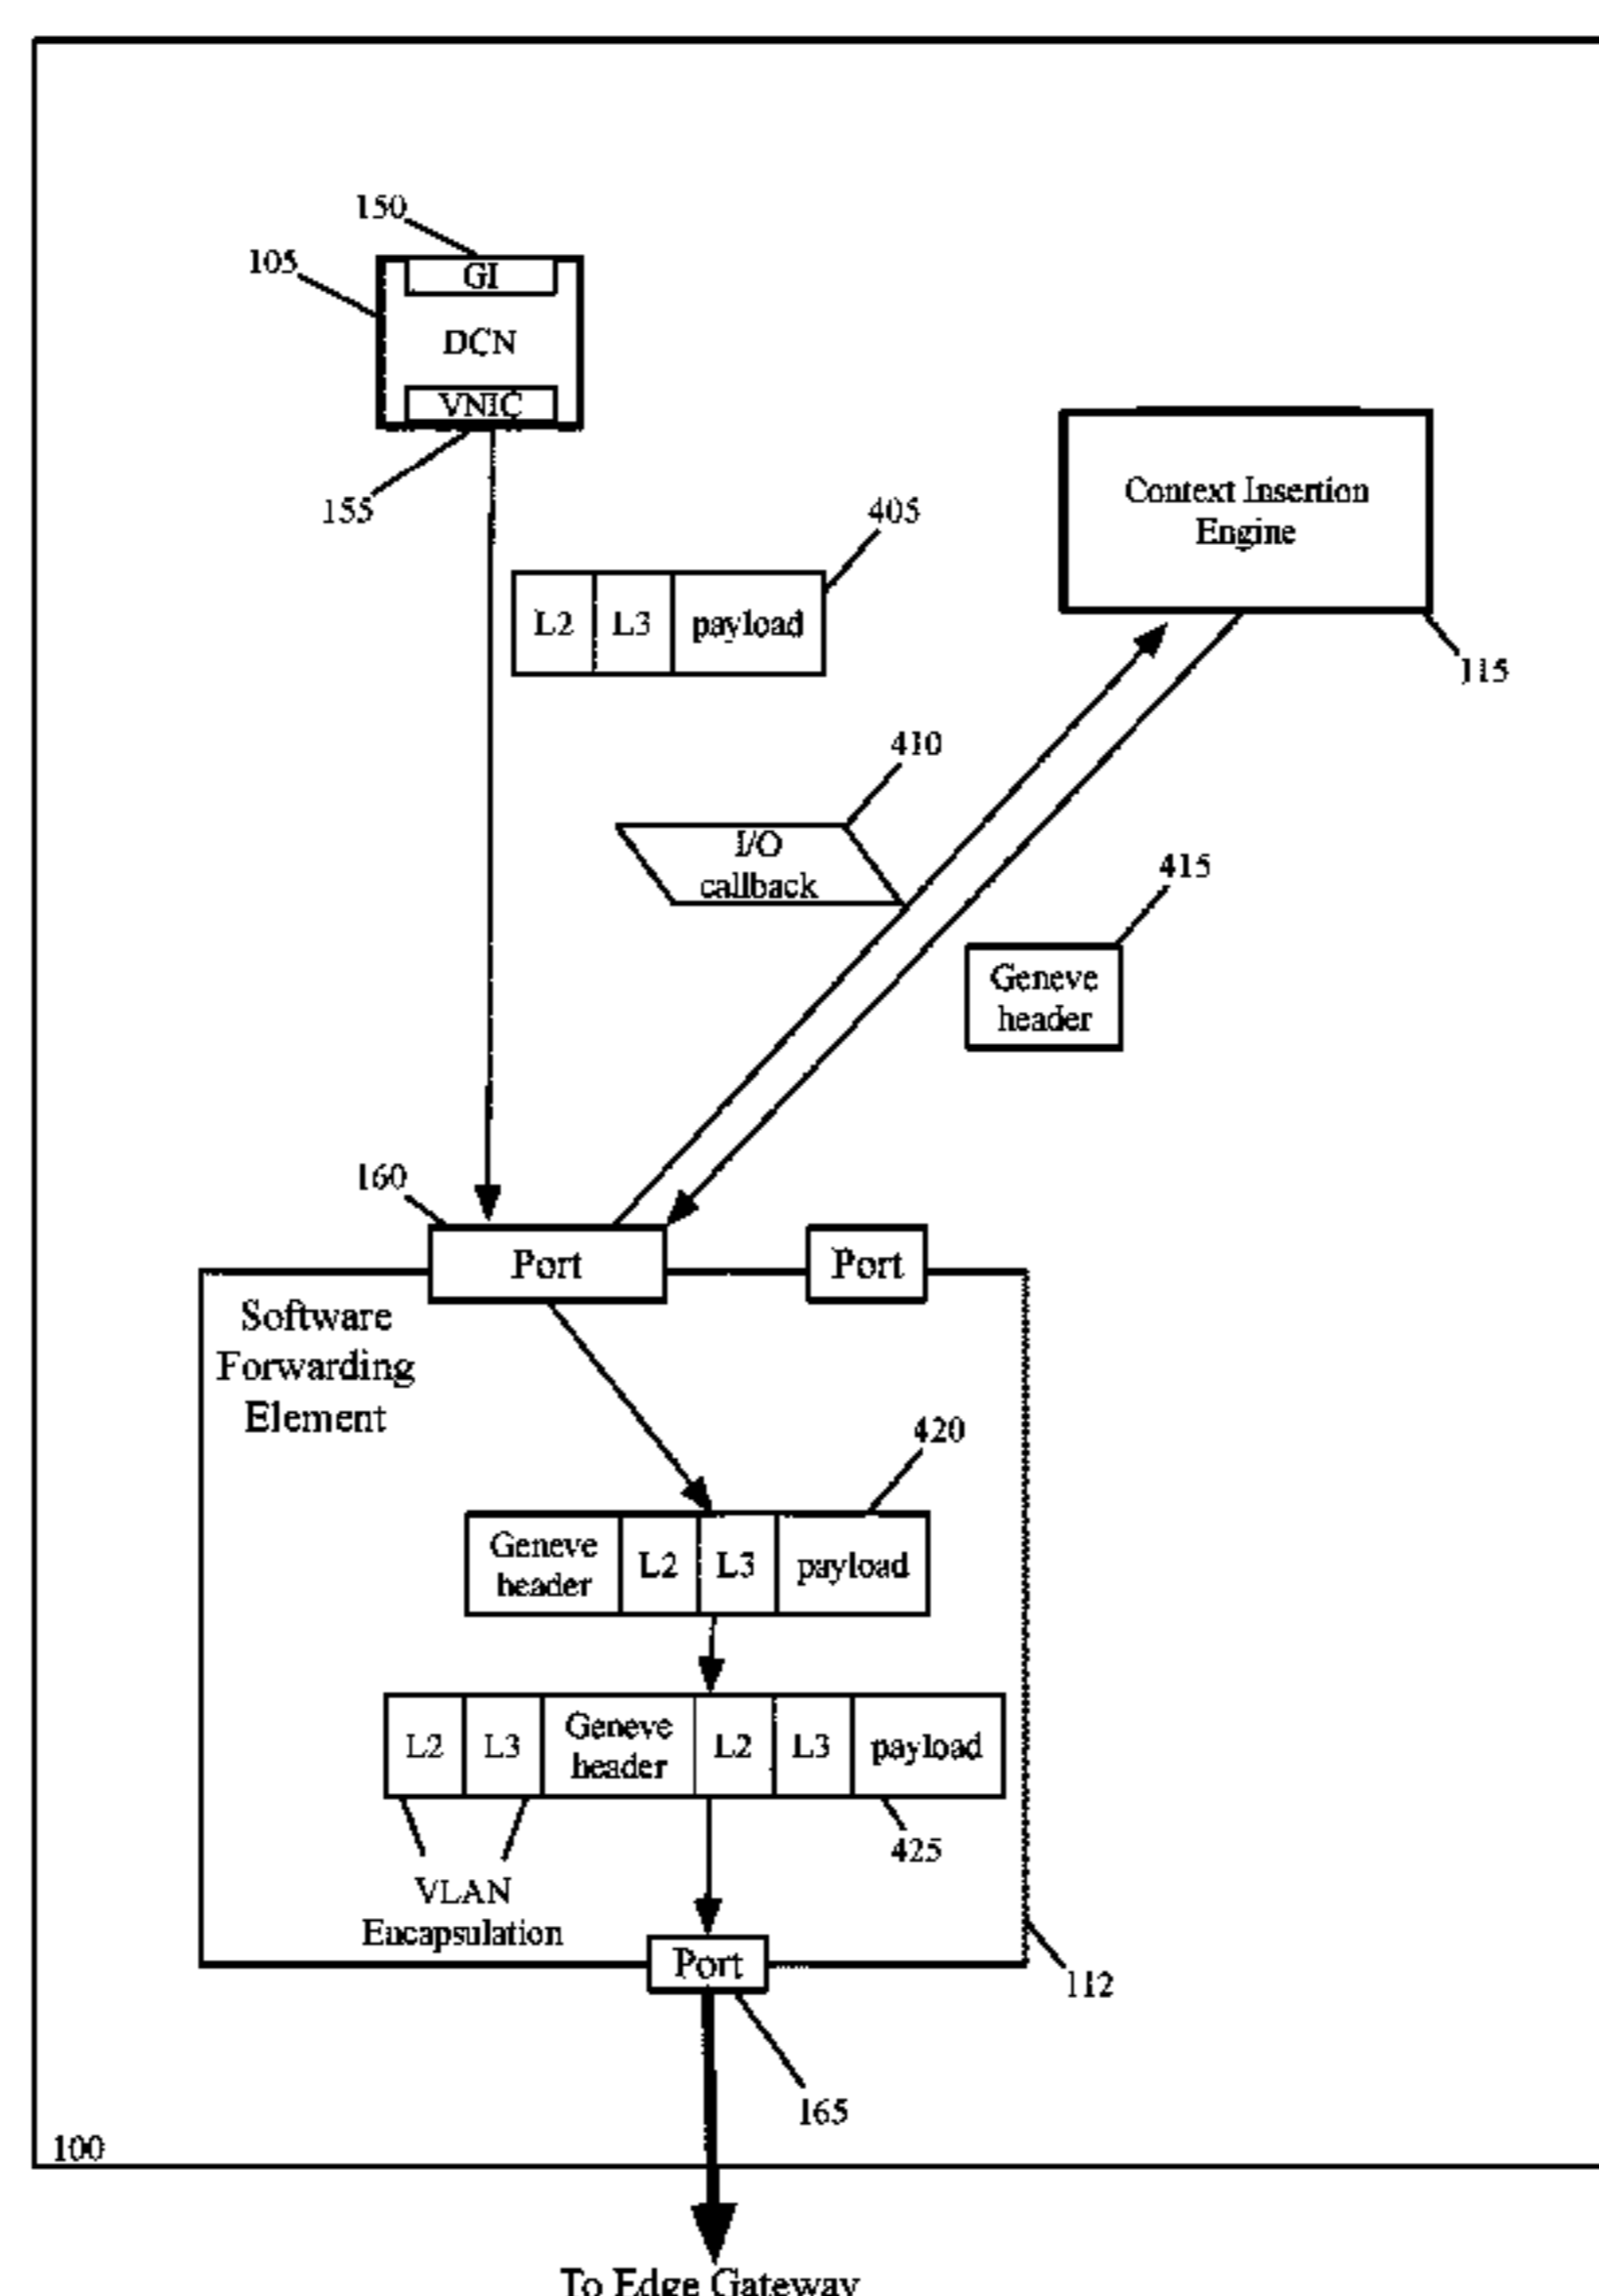 150
105
GI
DCN
VNIC
155
405
L2 L3 payload
Context Insertion
Engine
115
410
I/O
callback
415
Geneve
header
160
Port
Port
Software
Forwarding
Element
420
Geneve
header
L2 L3 payload
L2 L3
Geneve
header
L2 L3 payload
425
VLAN
Encapsulation
Port
112
165
100
To Edge Gateway